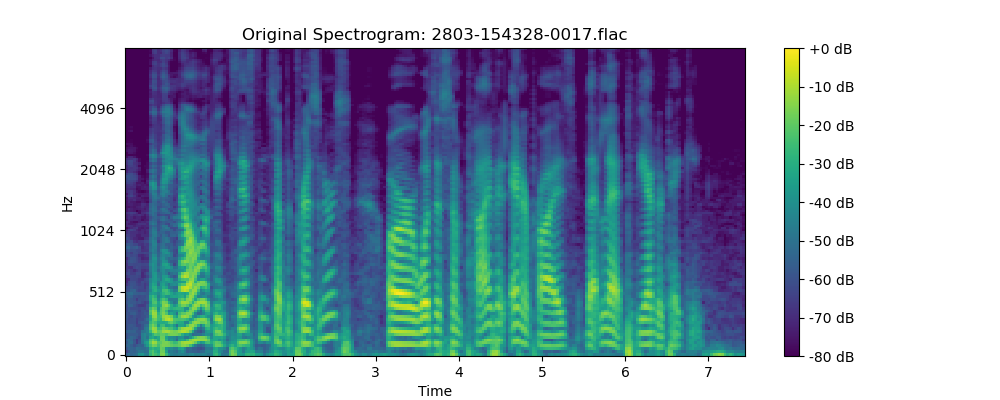 Original Spectrogram: 2803-154328-0017.flac
Hz
4096
2048
1024
512
0
0 1 2 3 4 5 6 7
Time
+0 dB
-10 dB
-20 dB
-30 dB
-40 dB
-50 dB
-60 dB
-70 dB
-80 dB